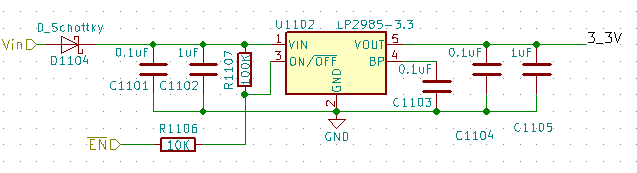 D_Schottky
Vin
D1104
0.1uF
1uF
C1101
C1102
R1107
100K
U1102
LP2985-3.3
1
VIN
VOUT
5
3
ON/OFF
BP
4
GND
2
GND
0.1uF
C1103
0.1uF
1uF
3_3V
C1104
C1105
EN
R1106
10K